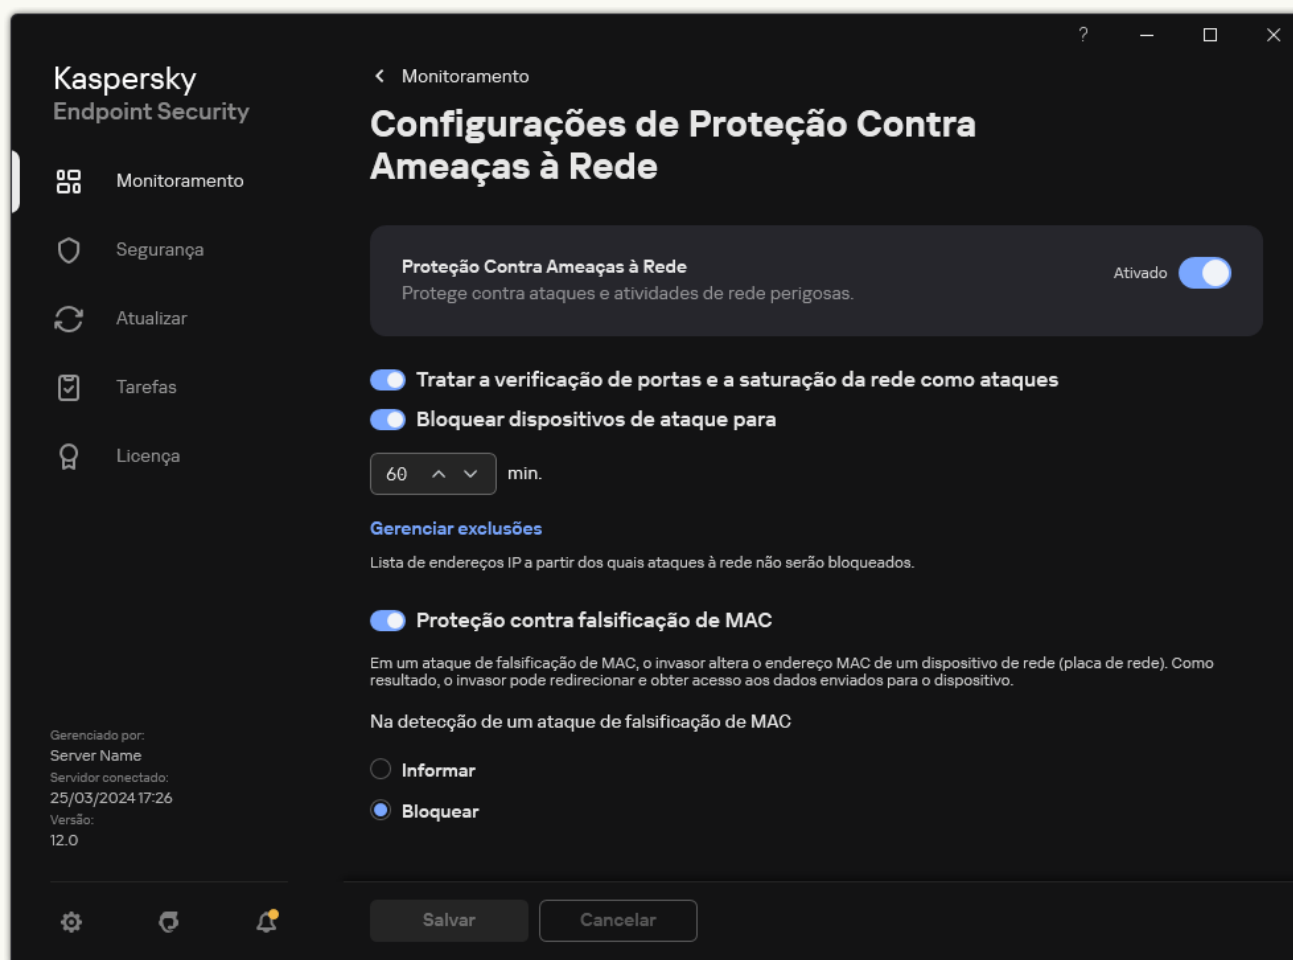 ?
Kaspersky
Endpoint Security
Monitoramento
Segurança
Atualizar
Tarefas
Licença
Gerenciado por:
Server Name
Servidor conectado:
25/03/2024 17:26
Versão:
12.0
Monitoramento
Configurações de Proteção Contra
Ameaças à Rede
Proteção Contra Ameaças à Rede
Protege contra ataques e atividades de rede perigosas.
Ativado
Tratar a verificação de portas e a saturação da rede como ataques
Bloquear dispositivos de ataque para
60 min.
Gerenciar exclusões
Lista de endereços IP a partir dos quais ataques à rede não serão bloqueados.
Proteção contra falsificação de MAC
Em um ataque de falsificação de MAC, o invasor altera o endereço MAC de um dispositivo de rede (placa de rede). Como
resultado, o invasor pode redirecionar e obter acesso aos dados enviados para o dispositivo.
Na detecção de um ataque de falsificação de MAC
Informar
Bloquear
Salvar
Cancelar